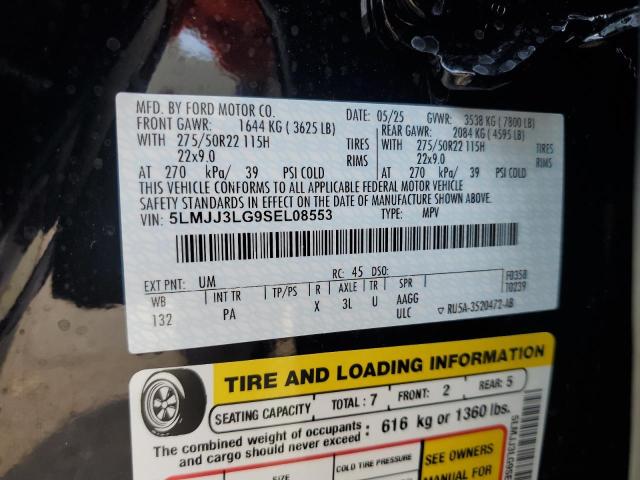 MFD. BY FORD MOTOR CO. 05/25 GVWR: 3538 KG ( 7800 LB)
FRONT GAWR: 1644 KG ( 3625 LB) REAR GAWR: 2084 KG ( 4595 LB)
WITH 275/50R22 115H TIRES WITH 275/50R22 115H TIRES
22x9.0 RIMS 22x9.0 RIMS
AT 270 kPa/ 39 PSI COLD AT 270 kPa/ 39 PSI COLD
THIS VEHICLE CONFORMS TO ALL APPLICABLE FEDERAL MOTOR VEHICLE
SAFETY STANDARDS IN EFFECT ON THE DATE OF MANUFACTURE SHOWN ABOVE.
VIN: 5LMJJ3LG9SEL08553 TYPE: MPV
F0358
T0239
EXT PNT: UM RC: 45 DSO:
WB INT TR TP/PS R AXLE TR SPR
132 PA X 3L U AAGG
ULC ▽ RU5A-3520472-AB
TIRE AND LOADING INFORMATION
SEATING CAPACITY TOTAL : 7 FRONT: 2 REAR: 5
The combined weight of occupants
and cargo should never exceed : 616 kg or 1360 lbs.
SIZE COLD TIRE PRESSURE SEE OWNERS
MANUAL FOR